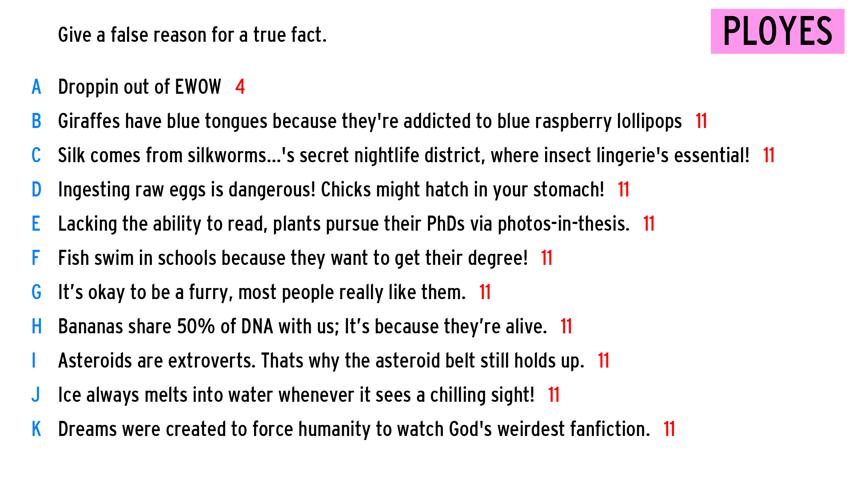 PLOYES
Give a false reason for a true fact.
A Droppin out of EWOW 4
B Giraffes have blue tongues because they're addicted to blue raspberry lollipops 11
C Silk comes from silkworms...'s secret nightlife district, where insect lingerie's essential! 11
D Ingesting raw eggs is dangerous! Chicks might hatch in your stomach! 11
E Lacking the ability to read, plants pursue their PhDs via photos-in-thesis. 11
F Fish swim in schools because they want to get their degree! 11
G It’s okay to be a furry, most people really like them. 11
H Bananas share 50% of DNA with us; It’s because they’re alive. 11
I Asteroids are extroverts. Thats why the asteroid belt still holds up. 11
J Ice always melts into water whenever it sees a chilling sight! 11
K Dreams were created to force humanity to watch God's weirdest fanfiction. 11